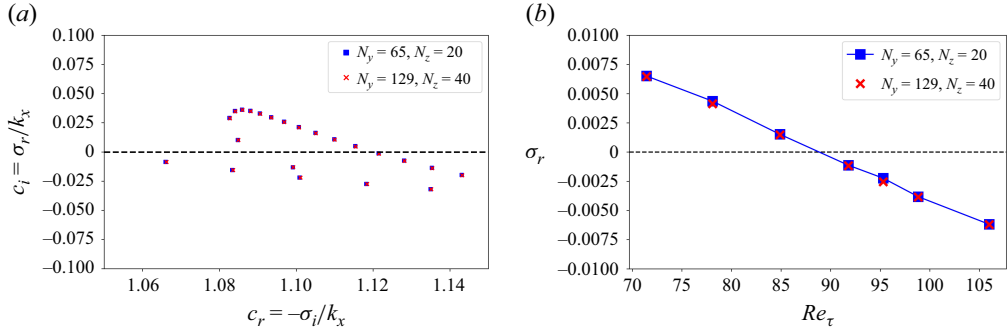 (a)
0.100
0.075
0.050
0.025
0
–0.025
–0.050
–0.075
–0.100
c_i = σ_r/k_x
N_y = 65, N_z = 20
N_y = 129, N_z = 40
1.06 1.08 1.10 1.12 1.14
c_r = –σ_i/k_x
(b)
0.0100
0.0075
0.0050
0.0025
0
–0.0025
–0.0050
–0.0075
–0.0100
σ_r
N_y = 65, N_z = 20
N_y = 129, N_z = 40
70 75 80 85 90 95 100 105
Re_τ